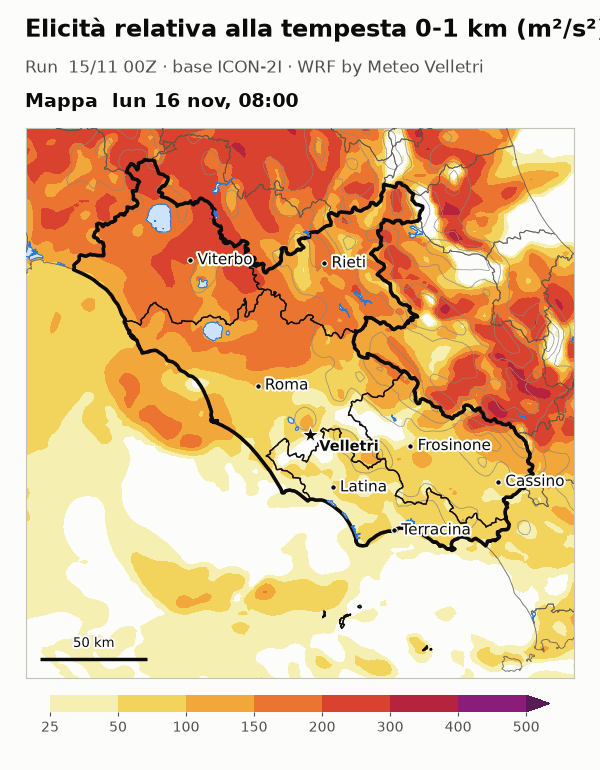 Elicità relativa alla tempesta 0-1 km (m²/s²)
Run 15/11 00Z · base ICON-2I · WRF by Meteo Velletri
Mappa lun 16 nov, 08:00
Viterbo
Rieti
Roma
Velletri
Frosinone
Latina
Cassino
Terracina
50 km
25 50 100 150 200 300 400 500